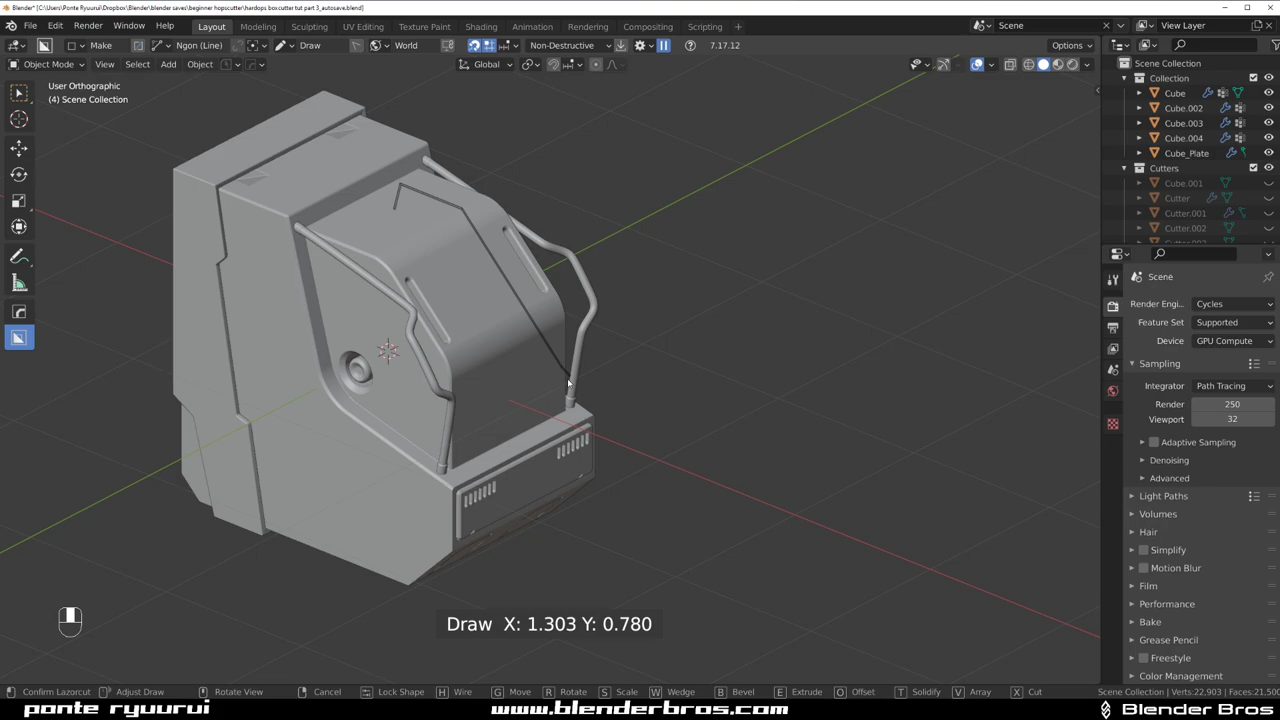 Blender* [C:\Users\Ponte Ryuurui\Dropbox\Blender\blender saves\beginner hopscutter\hardops boxcutter tut part 3_autosave.blend]
File Edit Render Window Help Layout Modeling Sculpting UV Editing Texture Paint Shading Animation Rendering Compositing Scripting + Scene View Layer
Make Ngon (Line) Draw World Non-Destructive 7.17.12 Options
Object Mode View Select Add Object Global
User Orthographic
(4) Scene Collection
Scene Collection
Collection
Cube
Cube.002
Cube.003
Cube.004
Cube_Plate
Cutters
Cube.001
Cutter
Cutter.001
Cutter.002
Scene
Render Engi... Cycles
Feature Set Supported
Device GPU Compute
Sampling
Integrator Path Tracing
Render 250
Viewport 32
Adaptive Sampling
Denoising
Advanced
Light Paths
Volumes
Hair
Simplify
Motion Blur
Film
Performance
Bake
Grease Pencil
Freestyle
Color Management
Draw X: 1.303 Y: 0.780
Confirm Lazorcut Adjust Draw Rotate View Cancel Lock Shape H Wire G Move R Rotate S Scale W Wedge B Bevel E Extrude O Offset T Solidify V Array X Cut Scene Collection | Verts:22,903 | Faces:21,500
ponte ryuurui www.blenderbros.com Blender Bros